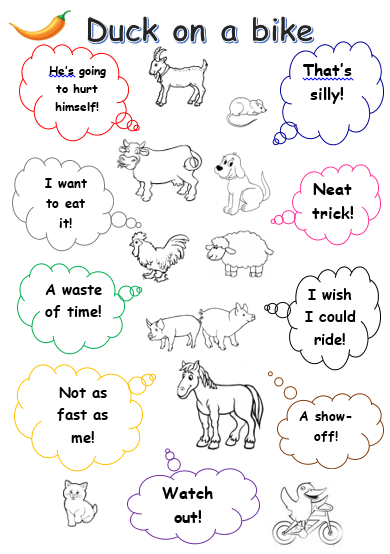 Duck on a bike
He's going
to hurt
himself!
That's
silly!
I want
to eat
it!
Neat
trick!
A waste
of time!
I wish
I could
ride!
Not as
fast as
me!
A show-
off!
Watch
out!